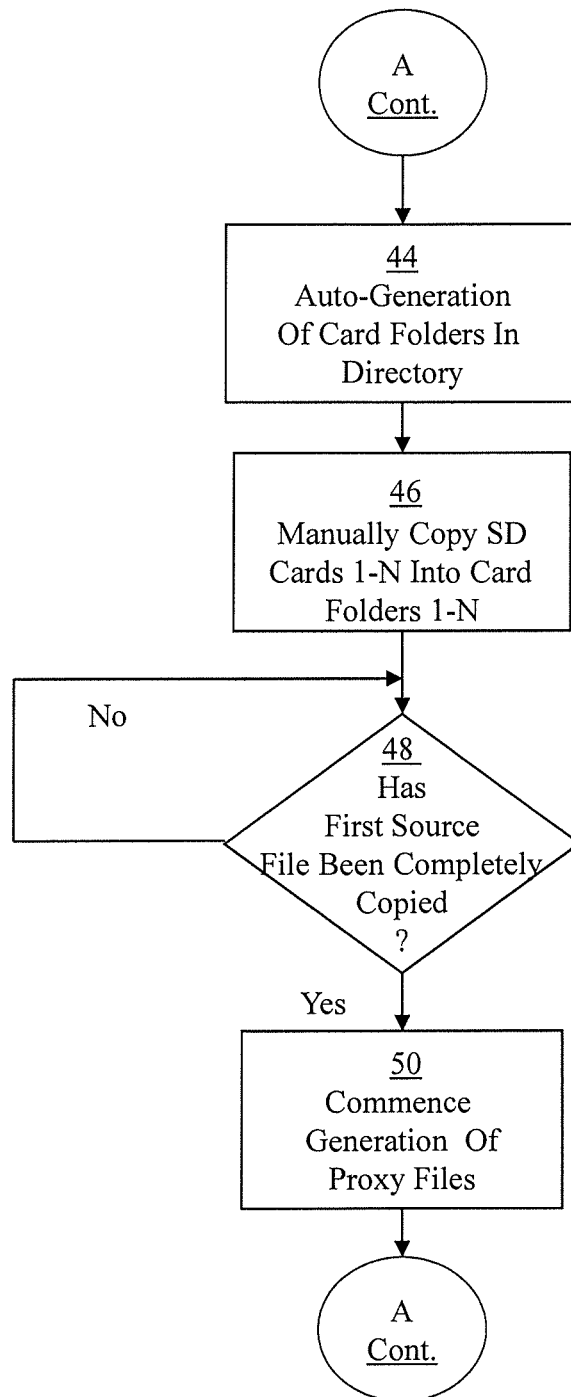 A
Cont.
44
Auto-Generation
Of Card Folders In
Directory
46
Manually Copy SD
Cards 1-N Into Card
Folders 1-N
No
48
Has
First Source
File Been Completely
Copied
?
Yes
50
Commence
Generation Of
Proxy Files
A
Cont.